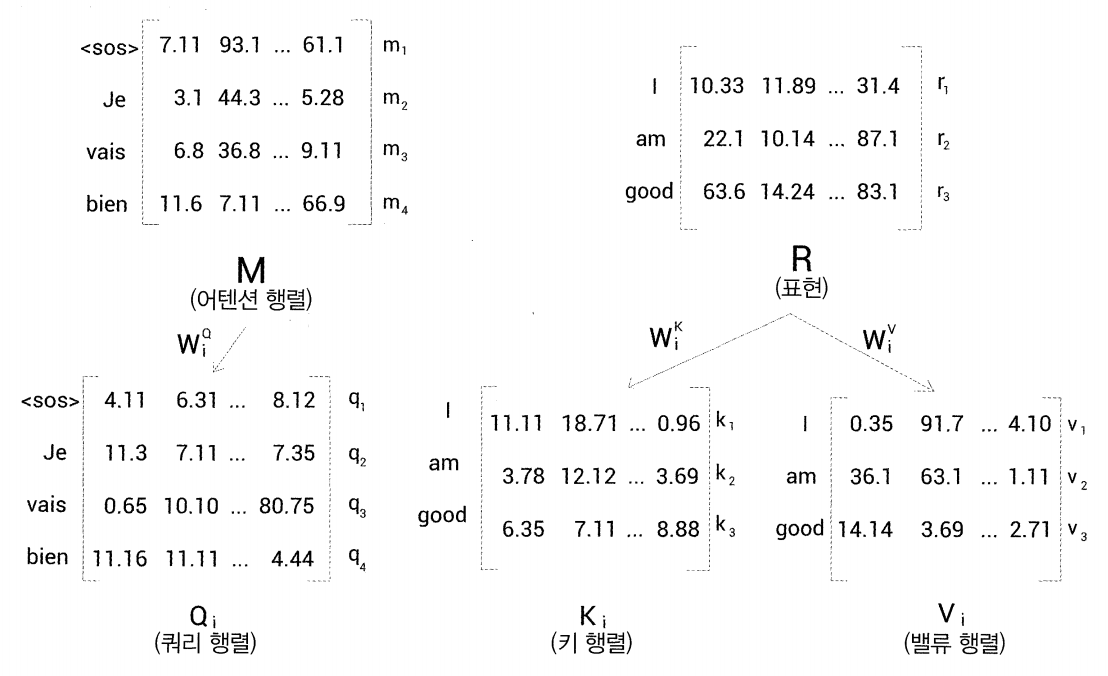 <sos> 7.11 93.1 ... 61.1 m₁
Je 3.1 44.3 ... 5.28 m₂
vais 6.8 36.8 ... 9.11 m₃
bien 11.6 7.11 ... 66.9 m₄
M
(어텐션 행렬)
I 10.33 11.89 ... 31.4 r₁
am 22.1 10.14 ... 87.1 r₂
good 63.6 14.24 ... 83.1 r₃
R
(표현)
W_i^Q
W_i^K
W_i^V
<sos> 4.11 6.31 ... 8.12 q₁
Je 11.3 7.11 ... 7.35 q₂
vais 0.65 10.10 ... 80.75 q₃
bien 11.16 11.11 ... 4.44 q₄
Q_i
(쿼리 행렬)
I 11.11 18.71 ... 0.96 k₁
am 3.78 12.12 ... 3.69 k₂
good 6.35 7.11 ... 8.88 k₃
K_i
(키 행렬)
I 0.35 91.7 ... 4.10 v₁
am 36.1 63.1 ... 1.11 v₂
good 14.14 3.69 ... 2.71 v₃
V_i
(밸류 행렬)